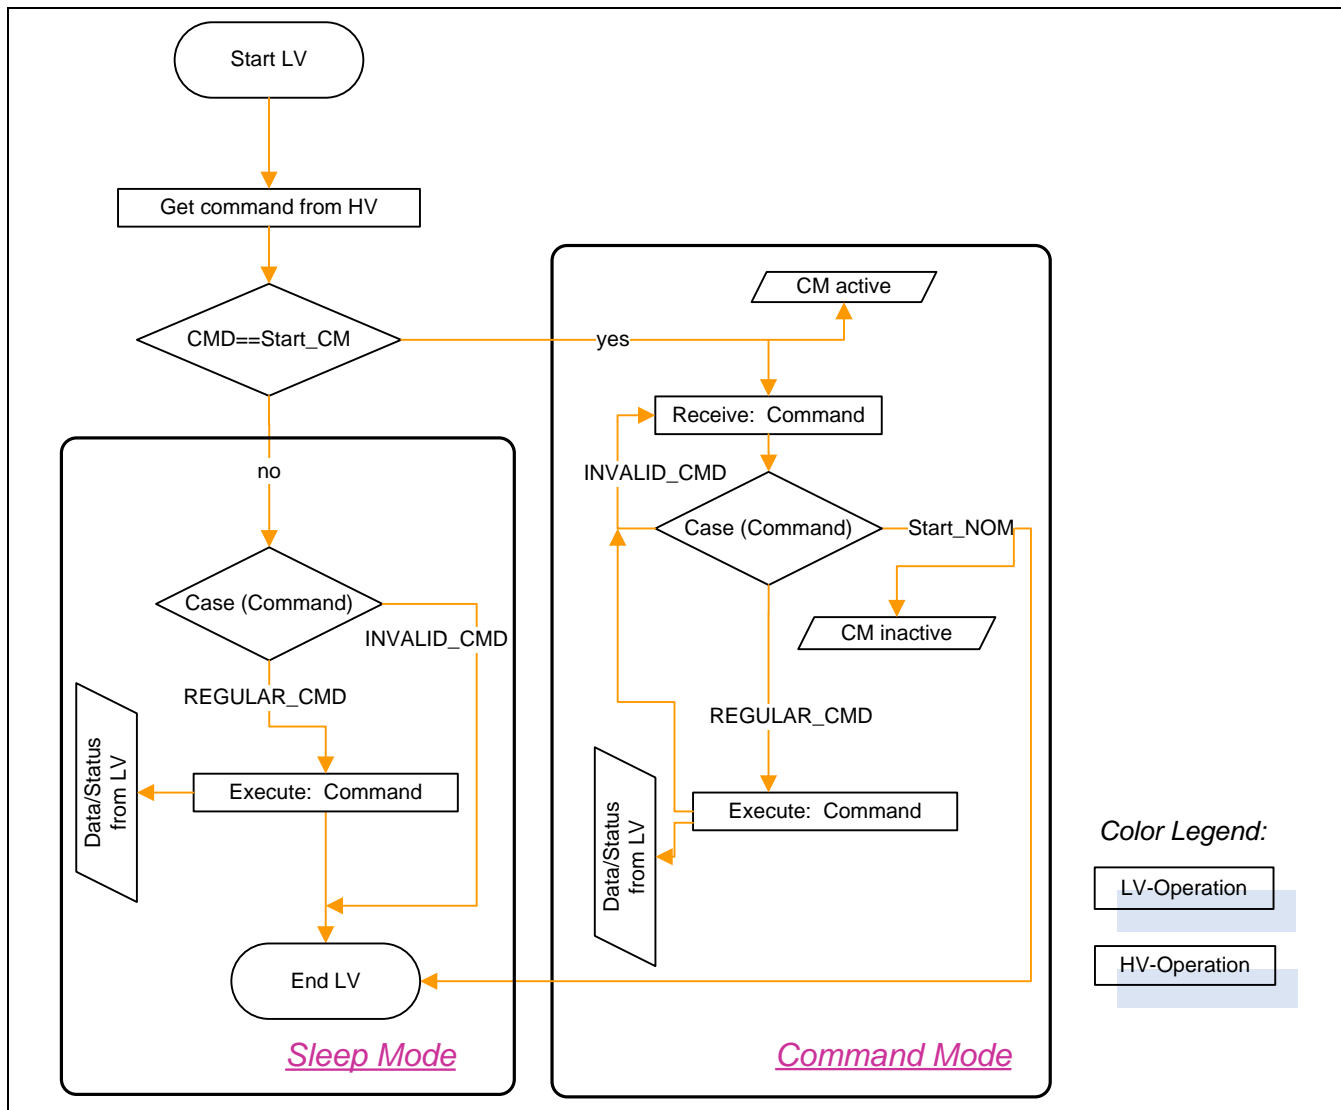 Start LV
Get command from HV
CMD==Start_CM
yes
no
Case (Command)
INVALID_CMD
REGULAR_CMD
Data/Status
from LV
Execute: Command
End LV
Sleep Mode
CM active
Receive: Command
INVALID_CMD
Case (Command)
Start_NOM
CM inactive
REGULAR_CMD
Data/Status
from LV
Execute: Command
Command Mode
Color Legend:
LV-Operation
HV-Operation